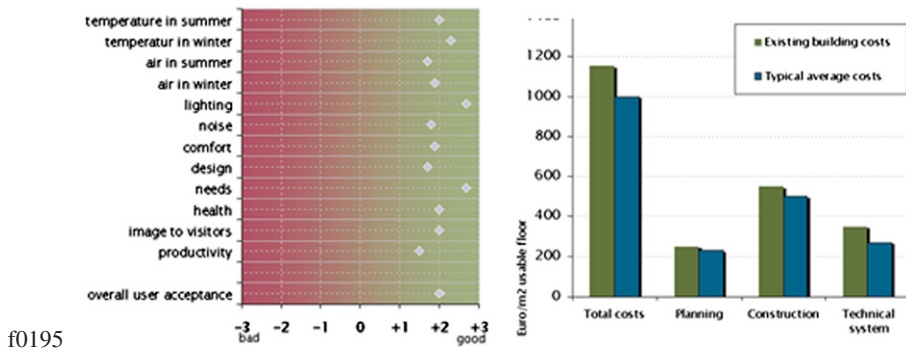 temperature in summer
temperatur in winter
air in summer
air in winter
lighting
noise
comfort
design
needs
health
image to visitors
productivity
overall user acceptance
-3 -2 -1 0 +1 +2 +3
bad good
Existing building costs
Typical average costs
1200
1000
800
600
400
200
0
Euro/m2 usable floor
Total costs Planning Construction Technical
system
f0195